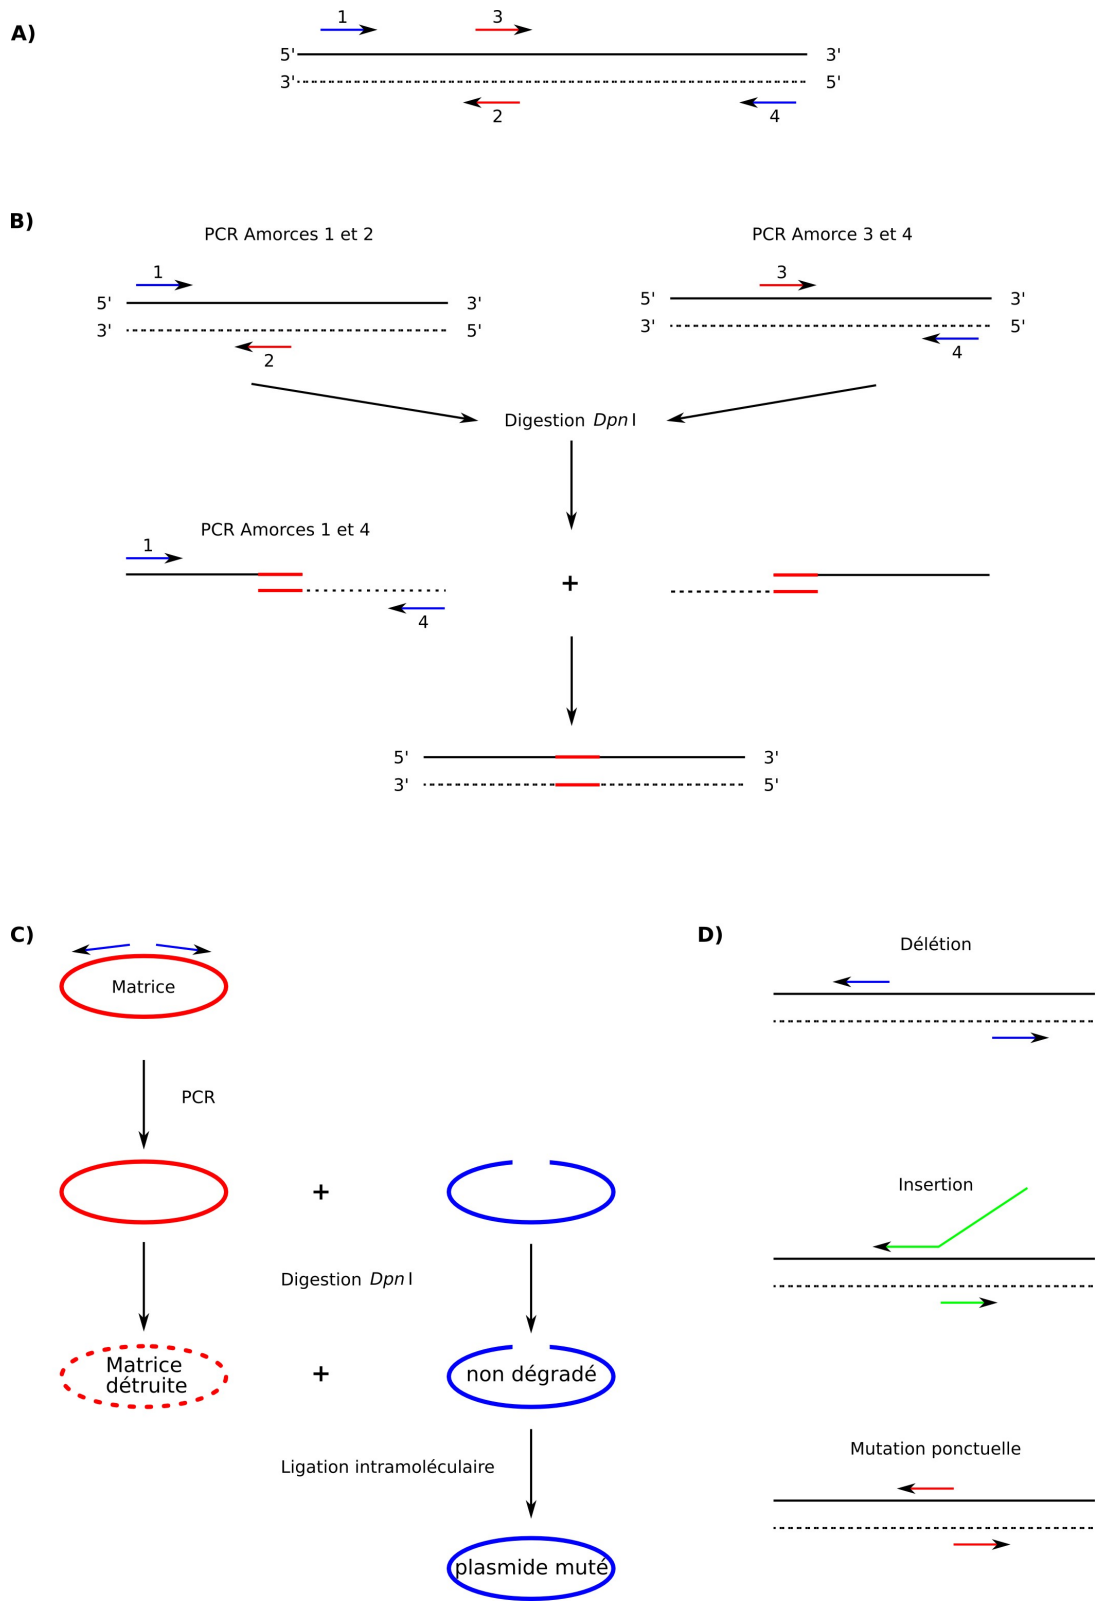 A)
1 3
5' 3'
3' 5'
2 4
B)
PCR Amorces 1 et 2
PCR Amorce 3 et 4
1
3
5' 3'
5' 3'
3' 5'
3' 5'
2
4
Digestion Dpn I
PCR Amorces 1 et 4
1
+
4
5' 3'
3' 5'
C)
Matrice
PCR
+
Digestion Dpn I
Matrice
détruite
+
non dégradé
Ligation intramoléculaire
plasmide muté
D)
Délétion
Insertion
Mutation ponctuelle